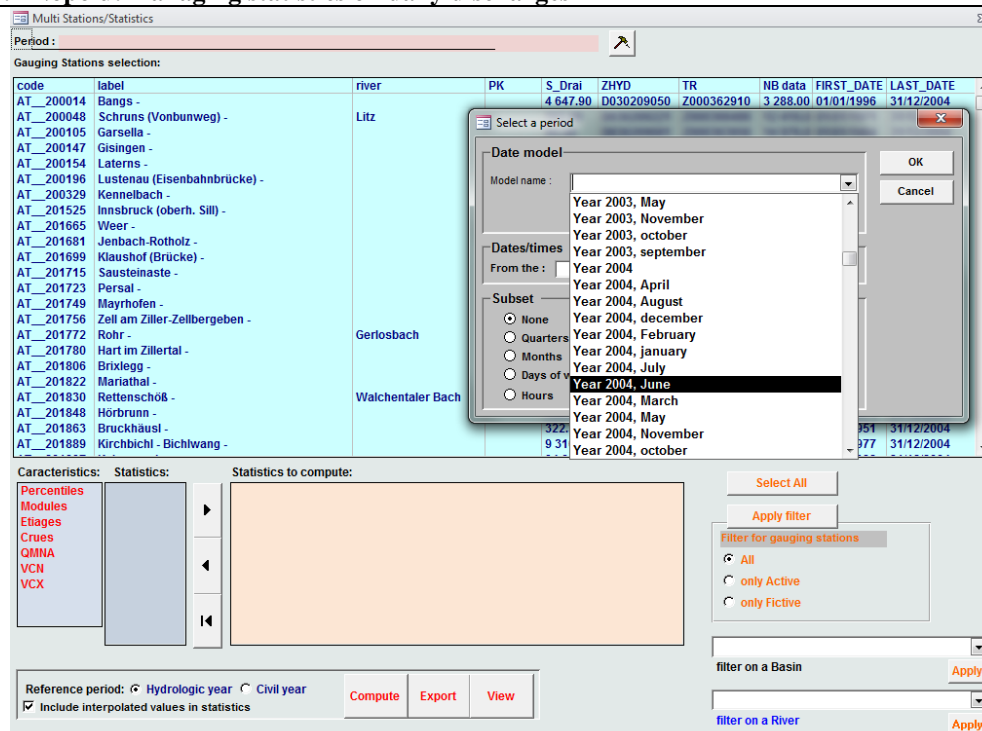 Multi Stations/Statistics
Period :
Gauging Stations selection:
code label river PK S_Drai ZHYD TR NB data FIRST_DATE LAST_DATE
AT__200014 Bangs - 4 647.90 D030209050 Z000362910 3 288.00 01/01/1996 31/12/2004
AT__200048 Schruns (Vonbunweg) - Litz
AT__200105 Garsella -
AT__200147 Gisingen -
AT__200154 Laterns -
AT__200196 Lustenau (Eisenbahnbrücke) -
AT__200329 Kennelbach -
AT__201525 Innsbruck (oberh. Sill) -
AT__201665 Weer -
AT__201681 Jenbach-Rotholz -
AT__201699 Klaushof (Brücke) -
AT__201715 Sausteinaste -
AT__201723 Persal -
AT__201749 Mayrhofen -
AT__201756 Zell am Ziller-Zellbergeben -
AT__201772 Rohr - Gerlosbach
AT__201780 Hart im Zillertal -
AT__201806 Brixlegg -
AT__201822 Mariathal -
AT__201830 Rettenschöß - Walchentaler Bach
AT__201848 Hörbrunn -
AT__201863 Bruckhäusl - 322. 951 31/12/2004
AT__201889 Kirchbichl - Bichlwang - 9 31 977 31/12/2004
Select a period
Date model
Model name :
OK
Cancel
Year 2003, May
Year 2003, November
Year 2003, october
Year 2003, september
Year 2004
Year 2004, April
Year 2004, August
Year 2004, december
Year 2004, February
Year 2004, january
Year 2004, July
Year 2004, June
Year 2004, March
Year 2004, May
Year 2004, November
Year 2004, october
Dates/times
From the :
Subset
None
Quarters
Months
Days of w
Hours
Caracteristics: Statistics: Statistics to compute:
Percentiles
Modules
Etiages
Crues
QMNA
VCN
VCX
Select All
Apply filter
Filter for gauging stations
All
only Active
only Fictive
filter on a Basin Apply
filter on a River Apply
Reference period: Hydrologic year Civil year
Include interpolated values in statistics
Compute Export View